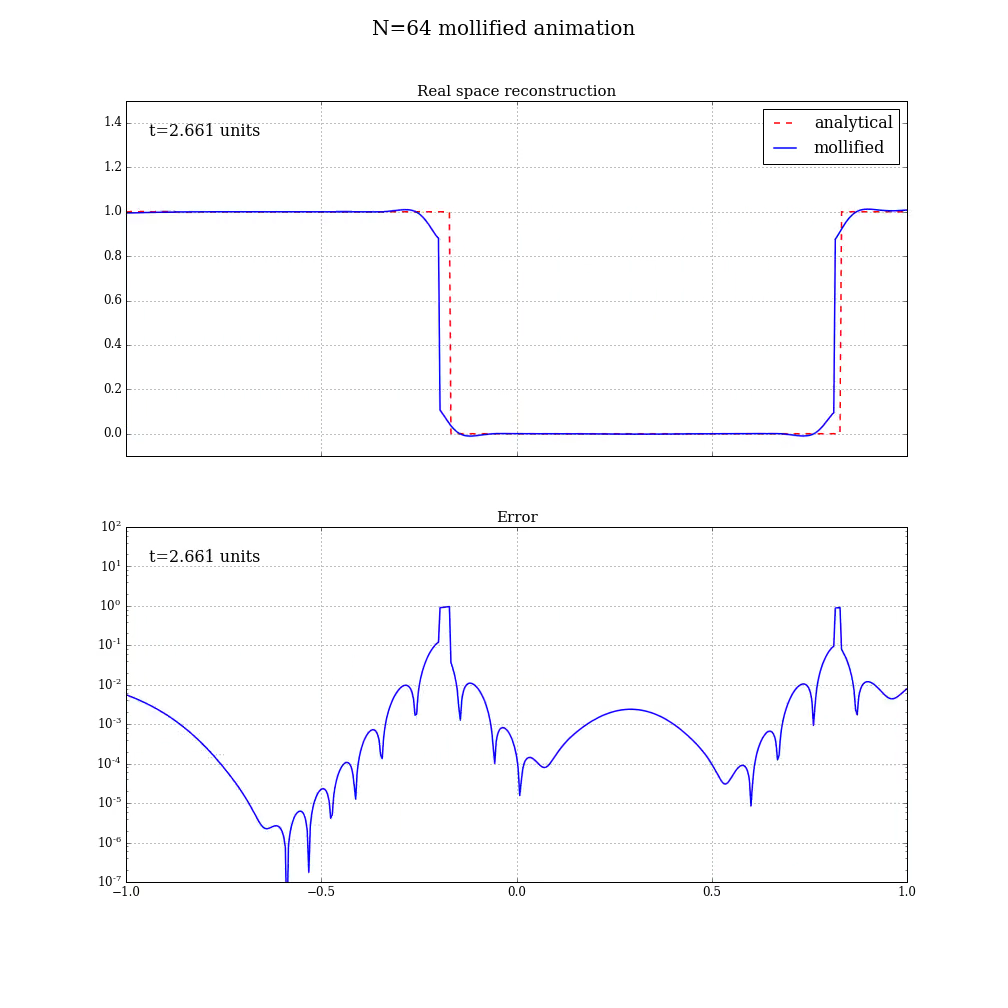 N=64 mollified animation
Real space reconstruction
t=2.661 units
analytical
mollified
1.4
1.2
1.0
0.8
0.6
0.4
0.2
0.0
Error
t=2.661 units
10²
10¹
10⁰
10⁻¹
10⁻²
10⁻³
10⁻⁴
10⁻⁵
10⁻⁶
10⁻⁷
−1.0 −0.5 0.0 0.5 1.0